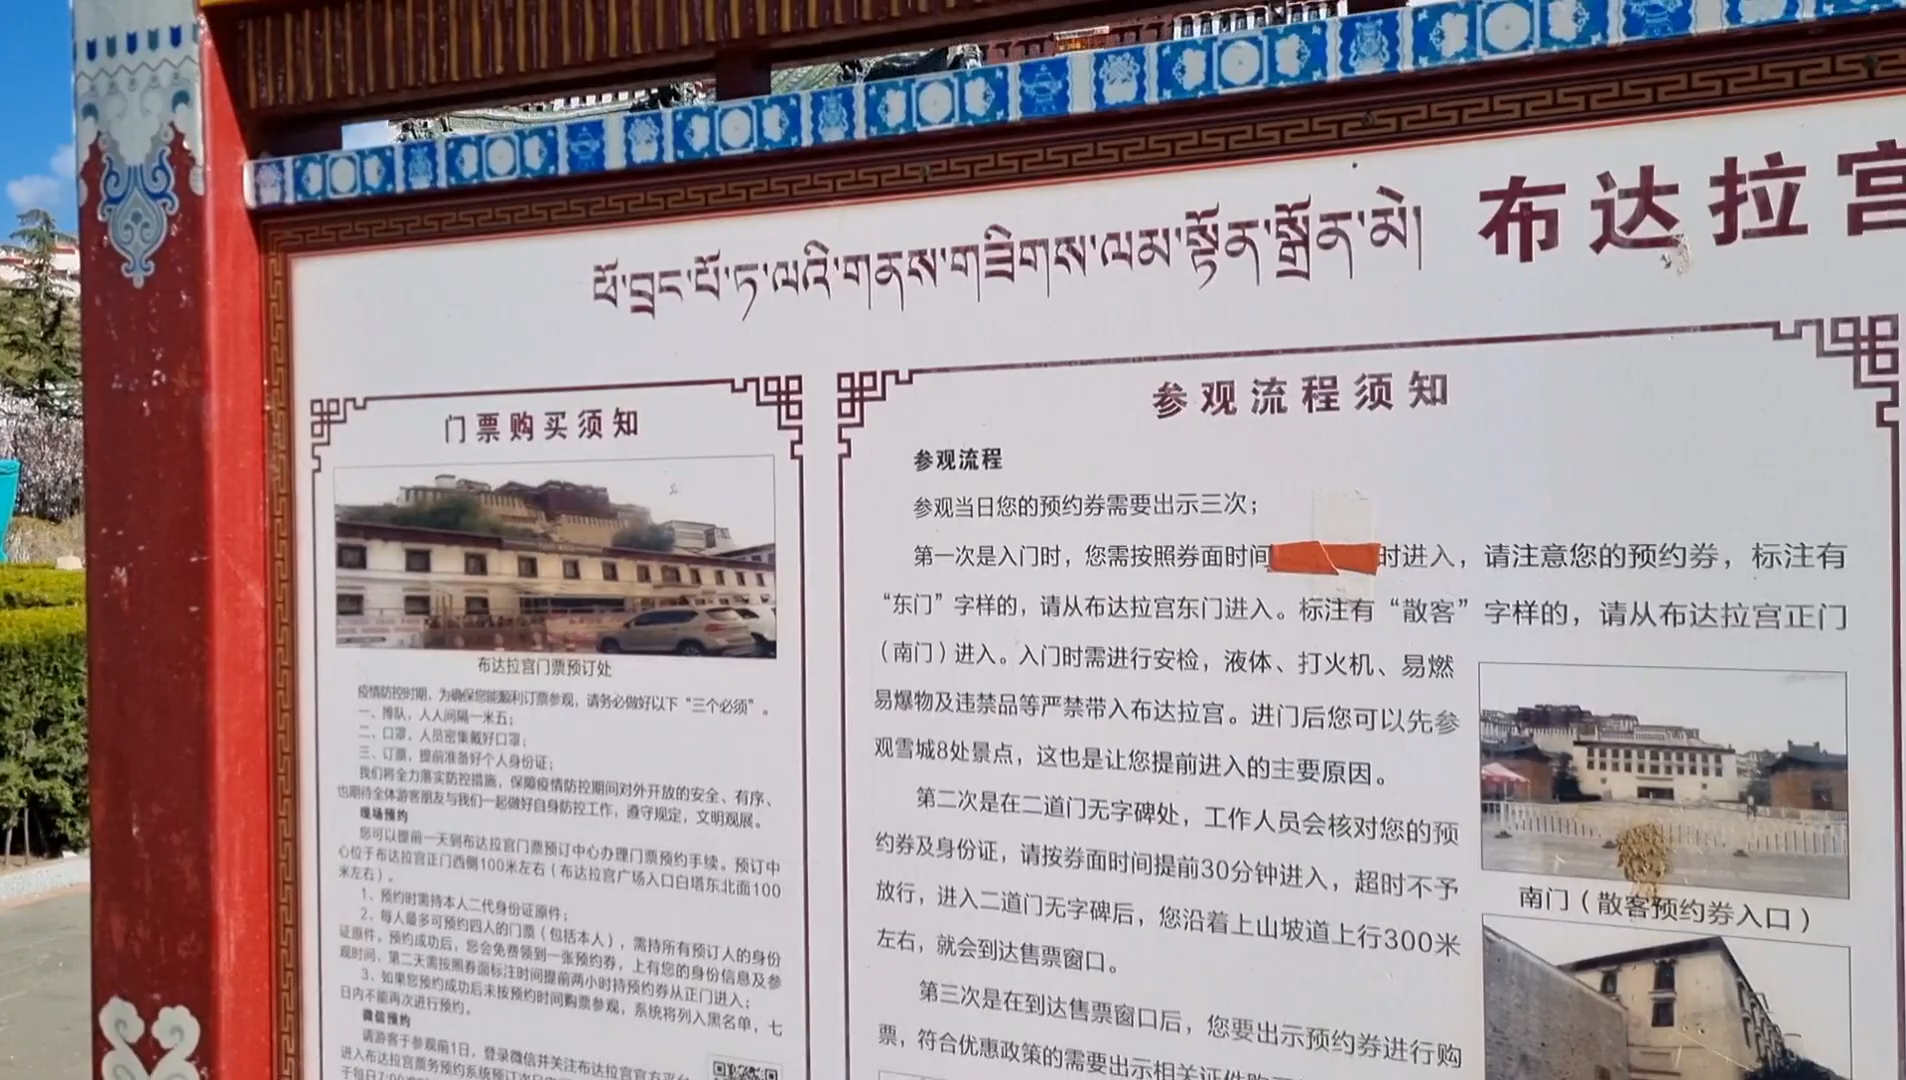 ཕོ་བྲང་པོ་ཏ་ལའི་གནས་གཟིགས་ལམ་སྟོན་སྒྲོན་མེ།
布达拉宫
门票购买须知
布达拉宫门票预订处
疫情防控时期，为确保您能顺利订票参观，请务必做好以下“三个必须”。
一、排队，人人间隔一米五；
二、口罩，人员密集戴好口罩；
三、订票，提前准备好个人身份证；
我们将全力落实防控措施，保障疫情防控期间对外开放的安全、有序、
也期待全体游客朋友与我们一起做好自身防控工作，遵守规定，文明观展。
现场预约
您可以提前一天到布达拉宫门票预订中心办理门票预约手续。预订中
心位于布达拉宫正门西侧100米左右（布达拉宫广场入口白塔东北面100
米左右）。
1、预约时需持本人二代身份证原件；
2、每人最多可预约四人的门票（包括本人），需持所有预订人的身份
证原件，预约成功后，您会免费领到一张预约券，上有您的身份信息及参
观时间，第二天需按照券面标注时间提前两小时持预约券从正门进入；
3、如果您预约成功后未按预约时间购票参观，系统将列入黑名单，七
日内不能再次进行预约。
微信预约
请游客于参观前1日，登录微信并关注布达拉宫官方平台
进入布达拉宫票务预约系统预订次日
于每日7:00
参观流程须知
参观流程
参观当日您的预约券需要出示三次；
第一次是入门时，您需按照券面时间 时进入，请注意您的预约券，标注有
“东门”字样的，请从布达拉宫东门进入。标注有“散客”字样的，请从布达拉宫正门
（南门）进入。入门时需进行安检，液体、打火机、易燃
易爆物及违禁品等严禁带入布达拉宫。进门后您可以先参
观雪城8处景点，这也是让您提前进入的主要原因。
第二次是在二道门无字碑处，工作人员会核对您的预
约券及身份证，请按券面时间提前30分钟进入，超时不予
放行，进入二道门无字碑后，您沿着上山坡道上行300米
左右，就会到达售票窗口。
第三次是在到达售票窗口后，您要出示预约券进行购
票，符合优惠政策的需要出示相关证件购
南门（散客预约券入口）